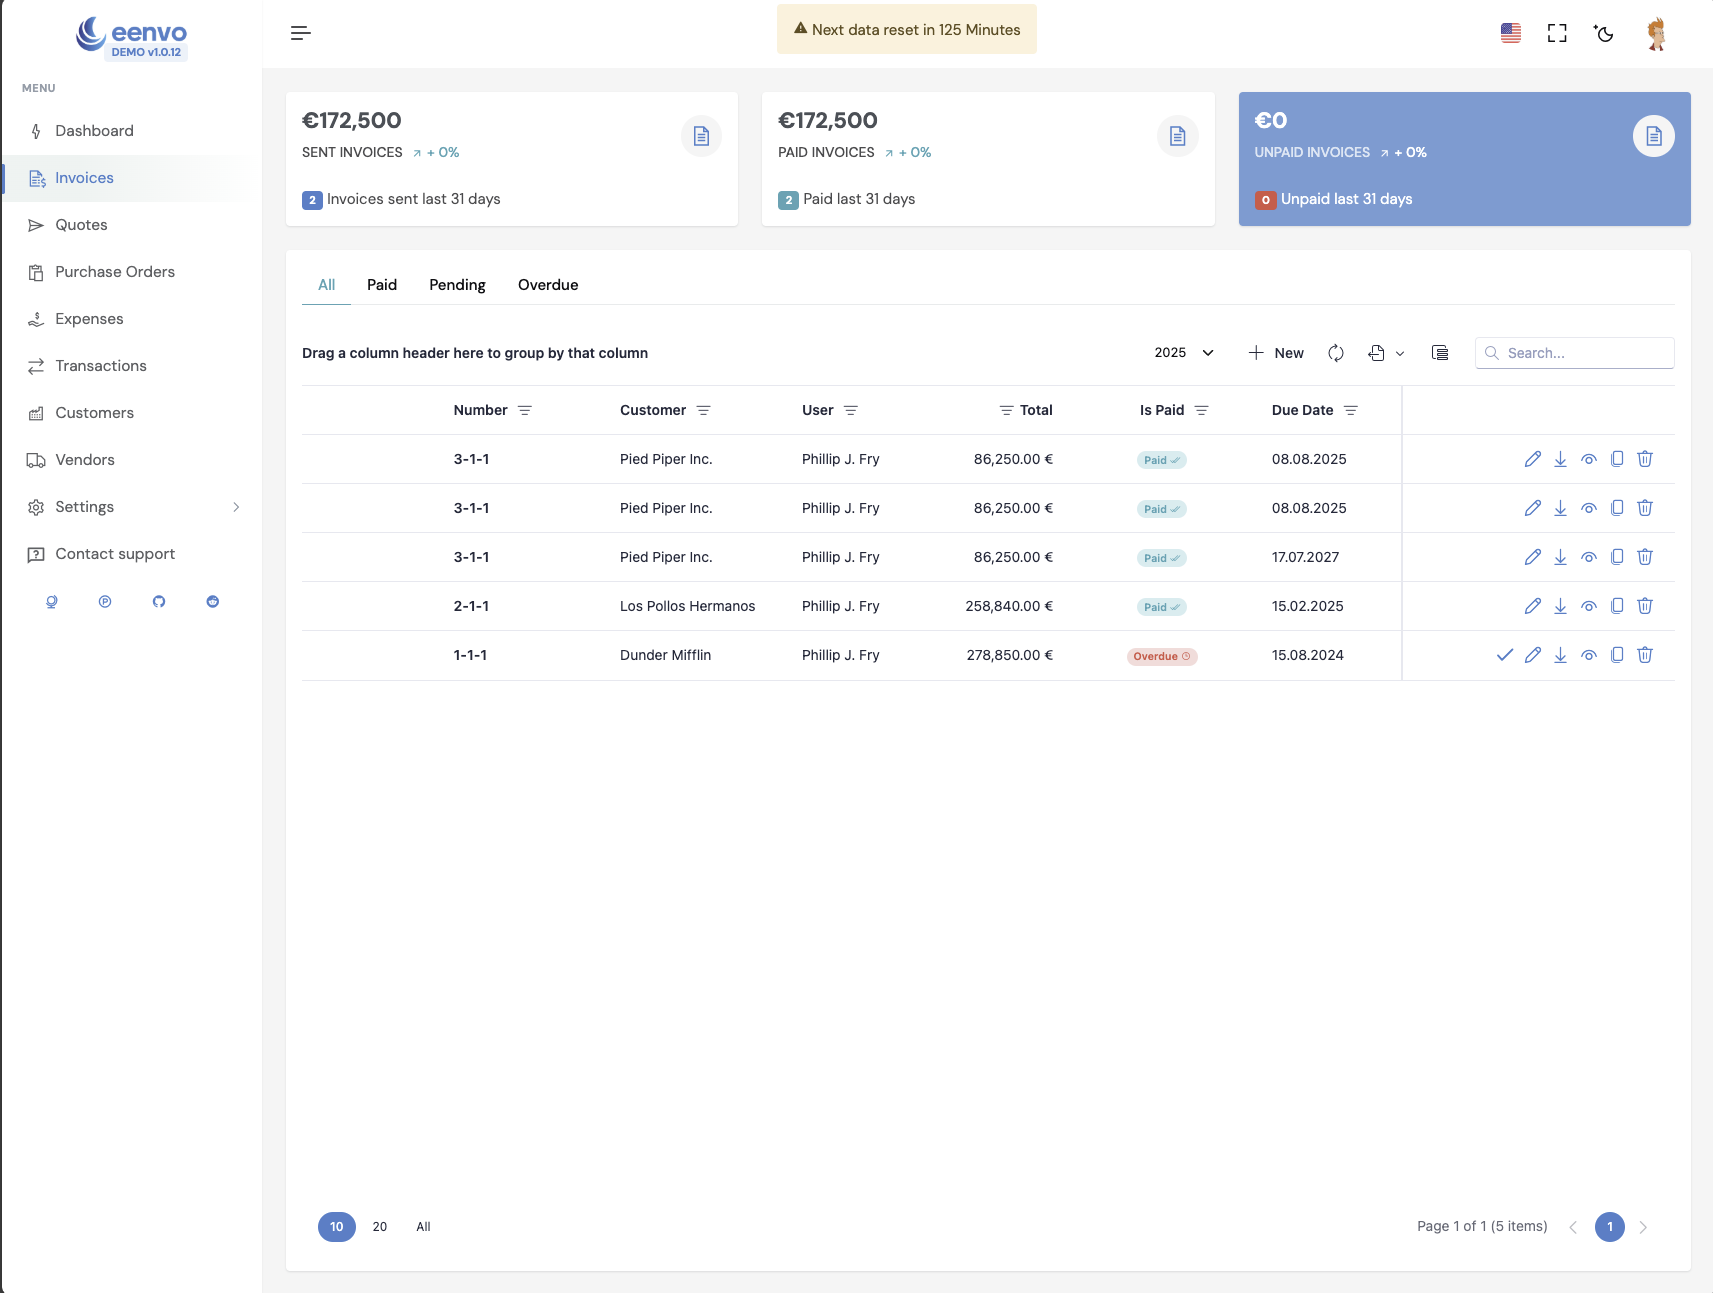 eenvo
DEMO v1.0.12
Next data reset in 125 Minutes
MENU
Dashboard
Invoices
Quotes
Purchase Orders
Expenses
Transactions
Customers
Vendors
Settings
Contact support
€172,500
SENT INVOICES + 0%
2 Invoices sent last 31 days
€172,500
PAID INVOICES + 0%
2 Paid last 31 days
€0
UNPAID INVOICES + 0%
0 Unpaid last 31 days
All Paid Pending Overdue
Drag a column header here to group by that column 2025 New Search...
Number Customer User Total Is Paid Due Date
3-1-1 Pied Piper Inc. Phillip J. Fry 86,250.00 € Paid 08.08.2025
3-1-1 Pied Piper Inc. Phillip J. Fry 86,250.00 € Paid 08.08.2025
3-1-1 Pied Piper Inc. Phillip J. Fry 86,250.00 € Paid 17.07.2027
2-1-1 Los Pollos Hermanos Phillip J. Fry 258,840.00 € Paid 15.02.2025
1-1-1 Dunder Mifflin Phillip J. Fry 278,850.00 € Overdue 15.08.2024
10 20 All Page 1 of 1 (5 items) 1